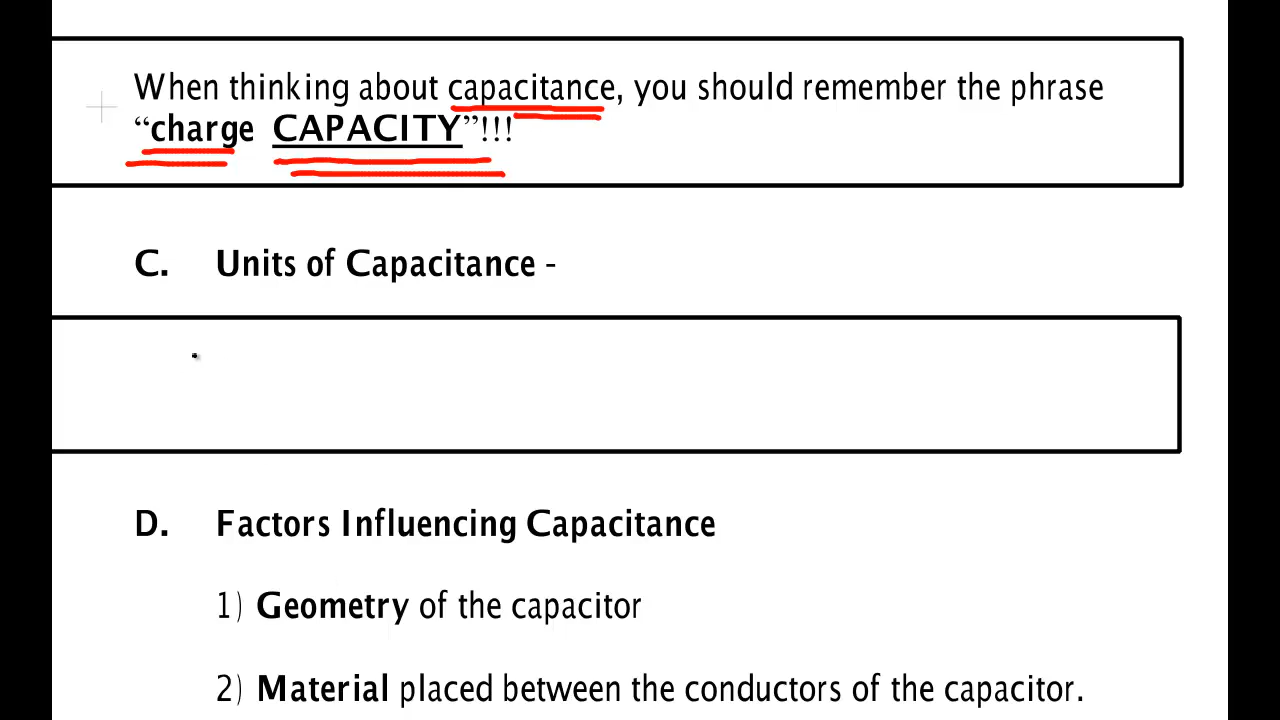 When thinking about capacitance, you should remember the phrase
“charge CAPACITY”!!!
C. Units of Capacitance -
D. Factors Influencing Capacitance
1) Geometry of the capacitor
2) Material placed between the conductors of the capacitor.